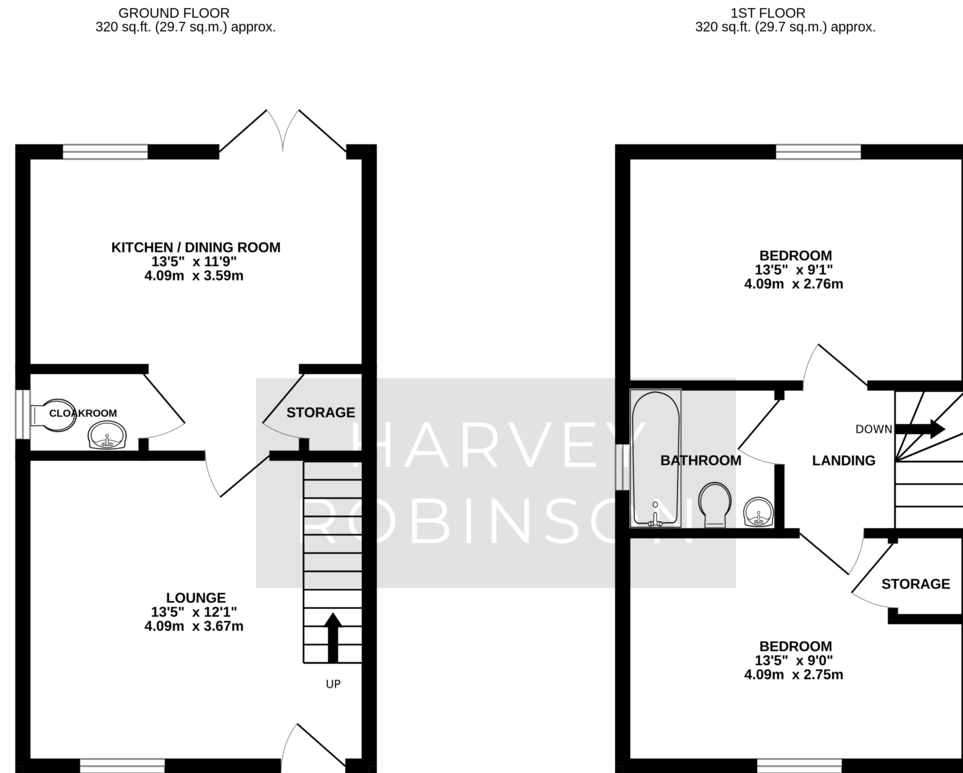 GROUND FLOOR
320 sq.ft. (29.7 sq.m.) approx.
1ST FLOOR
320 sq.ft. (29.7 sq.m.) approx.
KITCHEN / DINING ROOM
13'5" x 11'9"
4.09m x 3.59m
CLOAKROOM
STORAGE
LOUNGE
13'5" x 12'1"
4.09m x 3.67m
UP
BEDROOM
13'5" x 9'1"
4.09m x 2.76m
DOWN
BATHROOM
LANDING
STORAGE
BEDROOM
13'5" x 9'0"
4.09m x 2.75m
HARVEY
ROBINSON